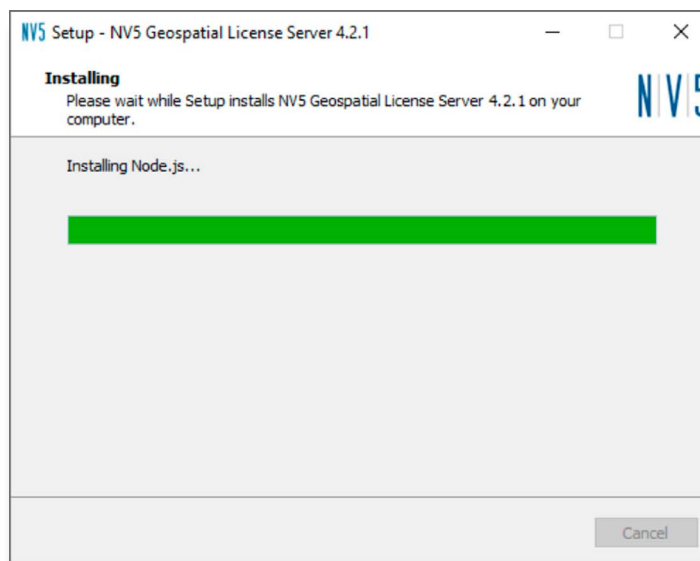 NV5 Setup - NV5 Geospatial License Server 4.2.1
Installing
Please wait while Setup installs NV5 Geospatial License Server 4.2.1 on your
computer.
N|V|5
Installing Node.js...
Cancel